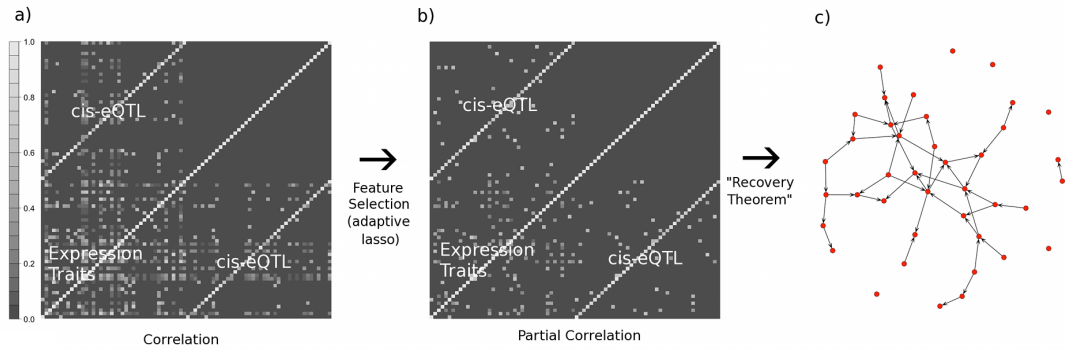 a)
1.0
0.8
0.6
0.4
0.2
0.0
cis-eQTL
Expression
Traits
cis-eQTL
Correlation
Feature
Selection
(adaptive
lasso)
b)
cis-eQTL
Expression
Traits
cis-eQTL
Partial Correlation
"Recovery
Theorem"
c)